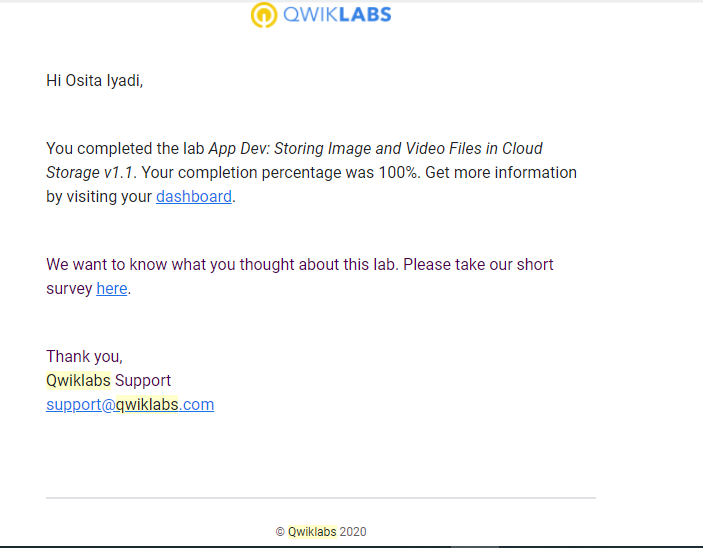 QWIKLABS
Hi Osita Iyadi,
You completed the lab App Dev: Storing Image and Video Files in Cloud
Storage v1.1. Your completion percentage was 100%. Get more information
by visiting your dashboard.
We want to know what you thought about this lab. Please take our short
survey here.
Thank you,
Qwiklabs Support
support@qwiklabs.com
© Qwiklabs 2020